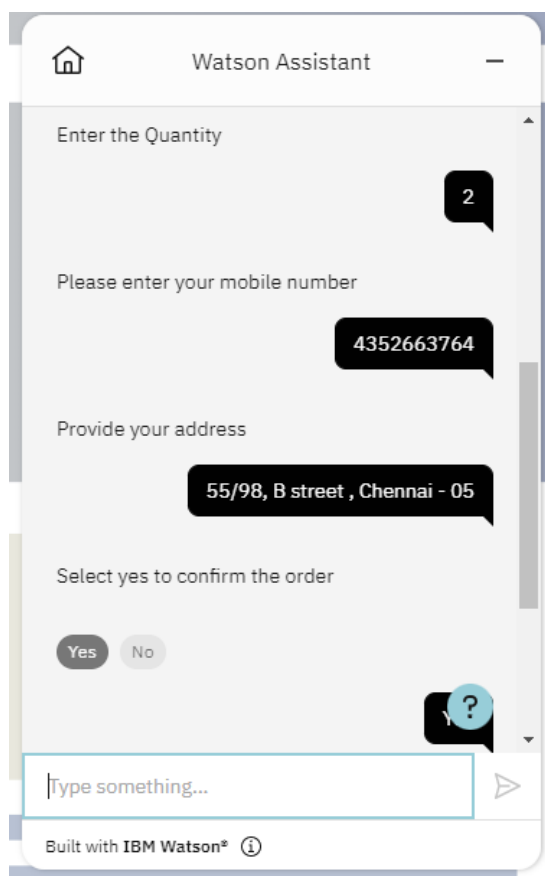 Watson Assistant
Enter the Quantity
2
Please enter your mobile number
4352663764
Provide your address
55/98, B street , Chennai - 05
Select yes to confirm the order
Yes No
?
Type something...
Built with IBM Watson®